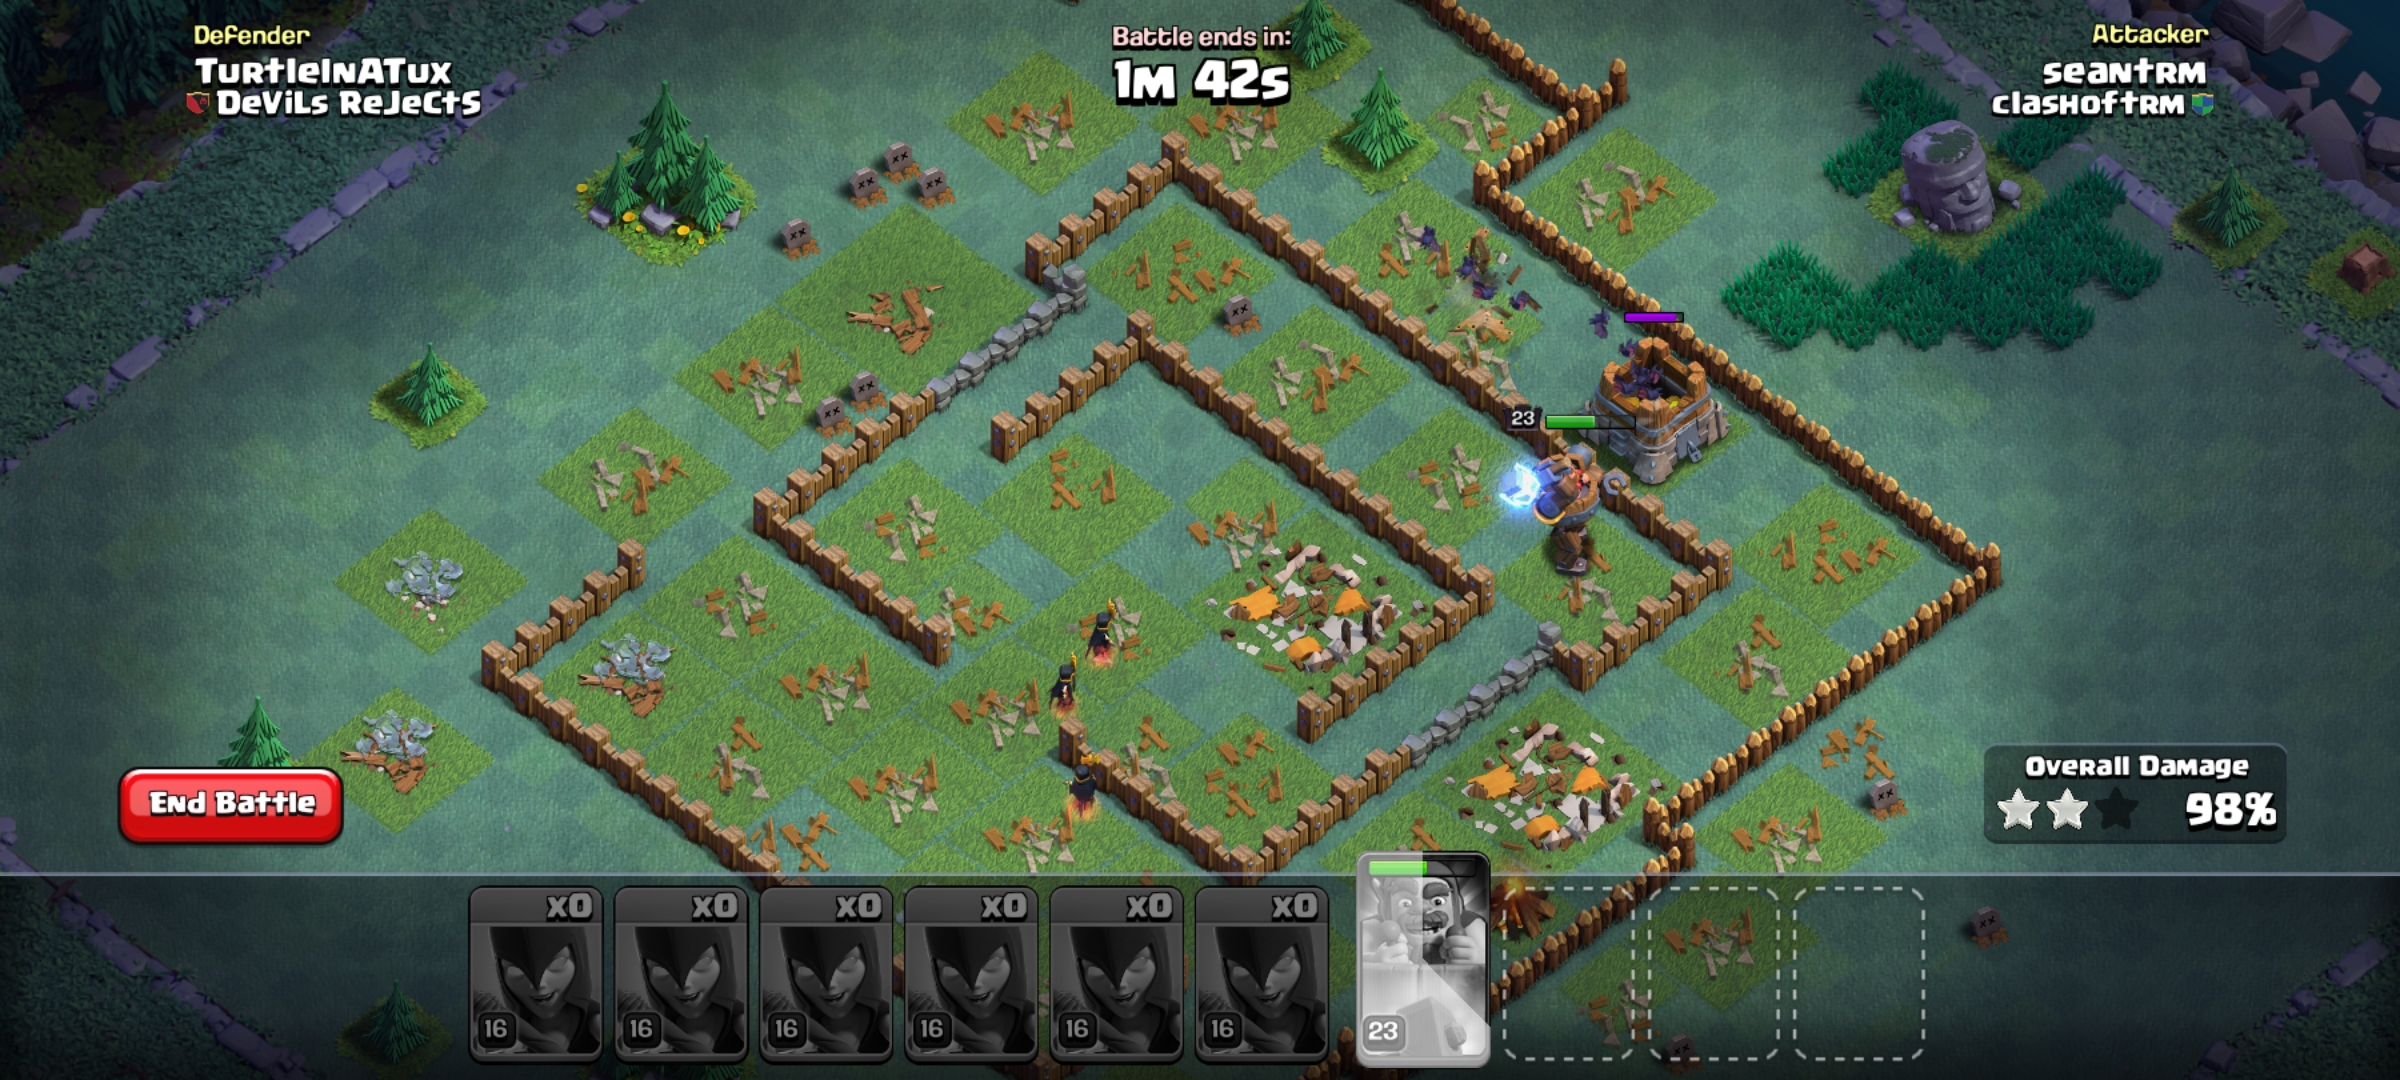 Defender
TurtleInATux
Devils Rejects
Battle ends in:
1M 42s
Attacker
seantrm
clashoftrm
23
End Battle
Overall Damage
98%
x0
x0
x0
x0
x0
x0
16
16
16
16
16
16
23